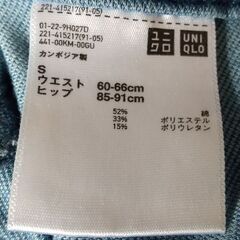 221-415217(91-05)
01-22-9H027D
221-415217(91-05)
441-00KM-00GU
カンボジア製
ユニ
クロ
UNI
QLO
S
ウエスト 60-66cm
ヒップ 85-91cm
52% 綿
33% ポリエステル
15% ポリウレタン